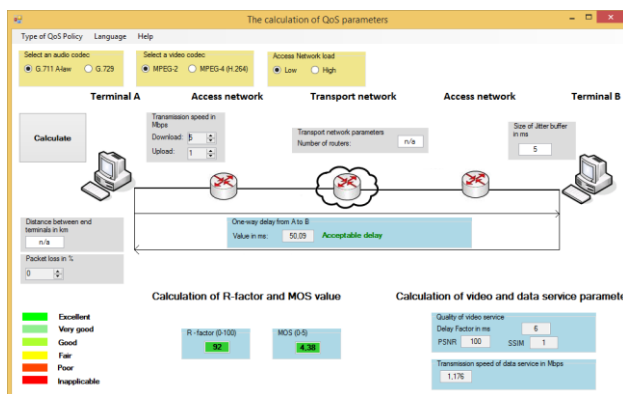 The calculation of QoS parameters
Type of QoS Policy Language Help
Select an audio codec
G.711 A-law G.729
Select a video codec
MPEG-2 MPEG-4 (H.264)
Access Network load
Low High
Terminal A Access network Transport network Access network Terminal B
Calculate
Transmission speed in
Mbps
Download: 5
Upload: 1
Transport network parameters
Number of routers: n/a
Size of Jitter buffer
in ms
5
Distance between end
terminals in km
n/a
Packet loss in %
0
One-way delay from A to B
Value in ms: 50,09 Acceptable delay
Calculation of R-factor and MOS value
Calculation of video and data service paramete
Excellent
Very good
Good
Fair
Poor
Inapplicable
R - factor (0-100)
92
MOS (0-5)
4,38
Quality of video service
Delay Factor in ms 6
PSNR 100 SSIM 1
Transmission speed of data service in Mbps
1,176